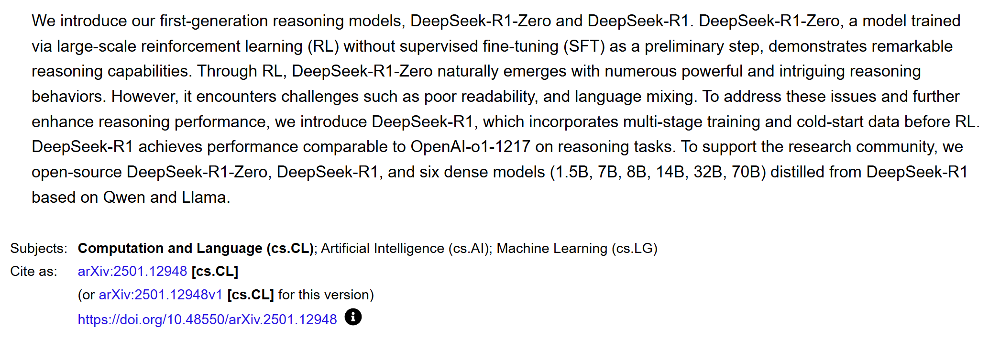 We introduce our first-generation reasoning models, DeepSeek-R1-Zero and DeepSeek-R1. DeepSeek-R1-Zero, a model trained
via large-scale reinforcement learning (RL) without supervised fine-tuning (SFT) as a preliminary step, demonstrates remarkable
reasoning capabilities. Through RL, DeepSeek-R1-Zero naturally emerges with numerous powerful and intriguing reasoning
behaviors. However, it encounters challenges such as poor readability, and language mixing. To address these issues and further
enhance reasoning performance, we introduce DeepSeek-R1, which incorporates multi-stage training and cold-start data before RL.
DeepSeek-R1 achieves performance comparable to OpenAI-o1-1217 on reasoning tasks. To support the research community, we
open-source DeepSeek-R1-Zero, DeepSeek-R1, and six dense models (1.5B, 7B, 8B, 14B, 32B, 70B) distilled from DeepSeek-R1
based on Qwen and Llama.
Subjects: Computation and Language (cs.CL); Artificial Intelligence (cs.AI); Machine Learning (cs.LG)
Cite as: arXiv:2501.12948 [cs.CL]
(or arXiv:2501.12948v1 [cs.CL] for this version)
https://doi.org/10.48550/arXiv.2501.12948